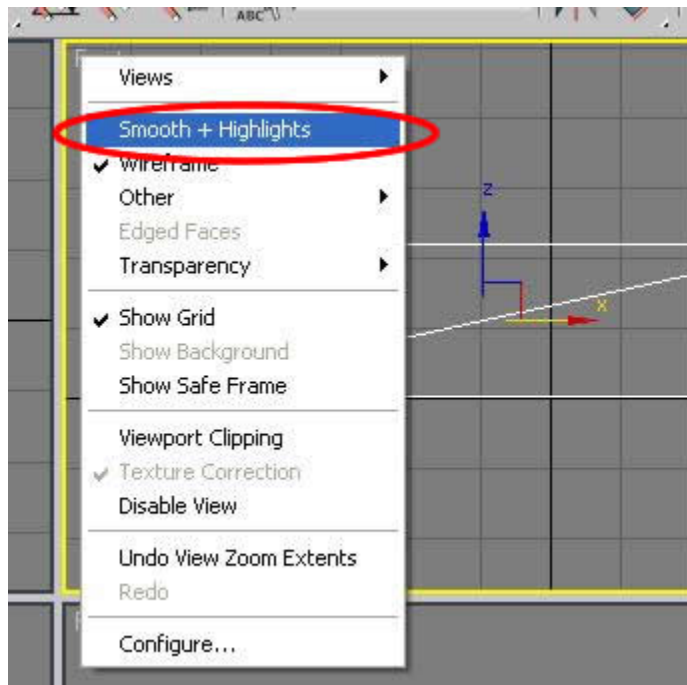 ABC
Views
Smooth + Highlights
Wireframe
Other
Edged Faces
Transparency
z
x
Show Grid
Show Background
Show Safe Frame
Viewport Clipping
Texture Correction
Disable View
Undo View Zoom Extents
Redo
Configure...